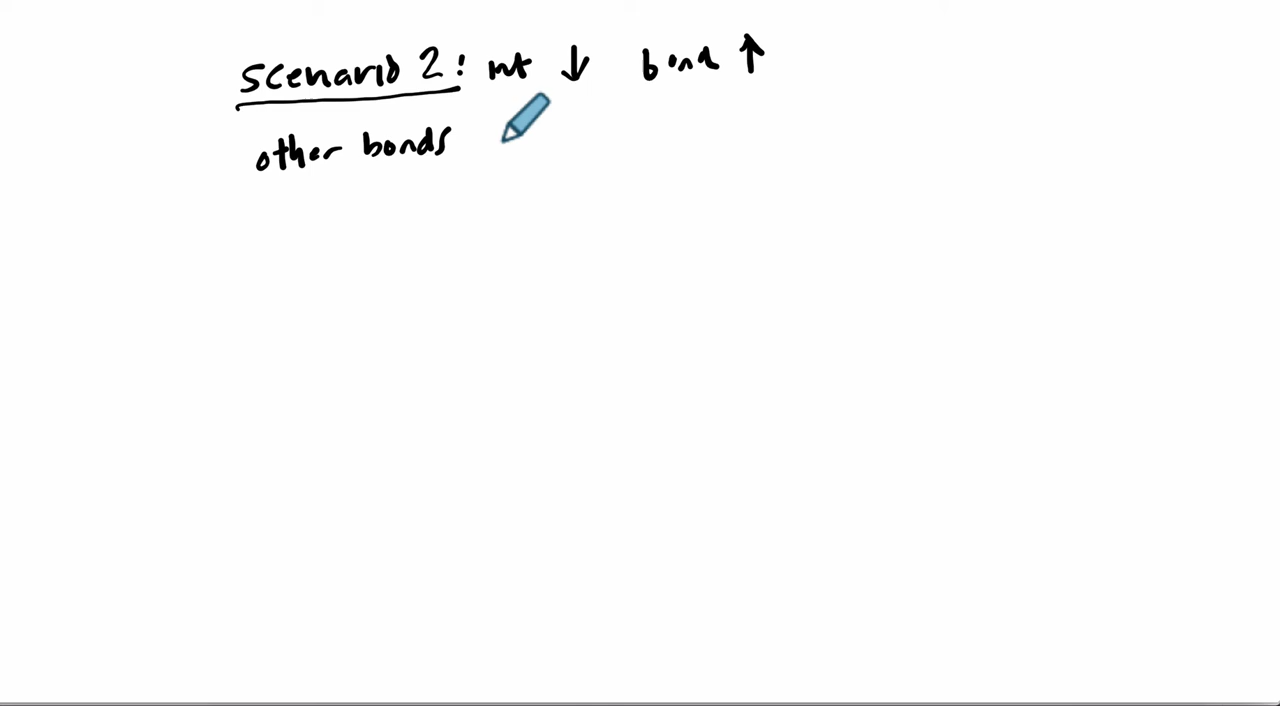 scenario 2: int ↓ bond ↑
other bonds